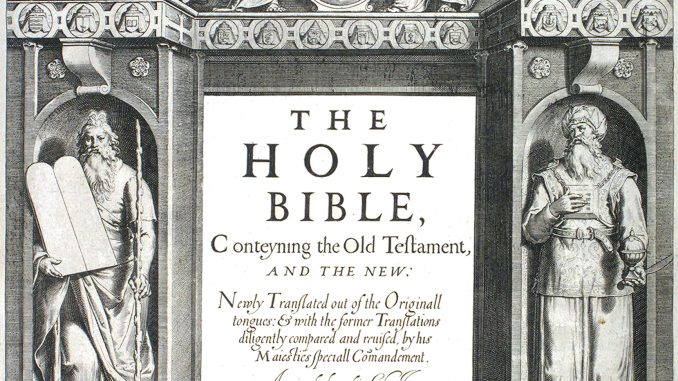 THE
HOLY
BIBLE,
Conteyning the Old Testament,
AND THE NEW:
Newly Translated out of the Originall
tongues: & with the former Translations
diligently compared and reuised, by his
Maiesties speciall Comandement.